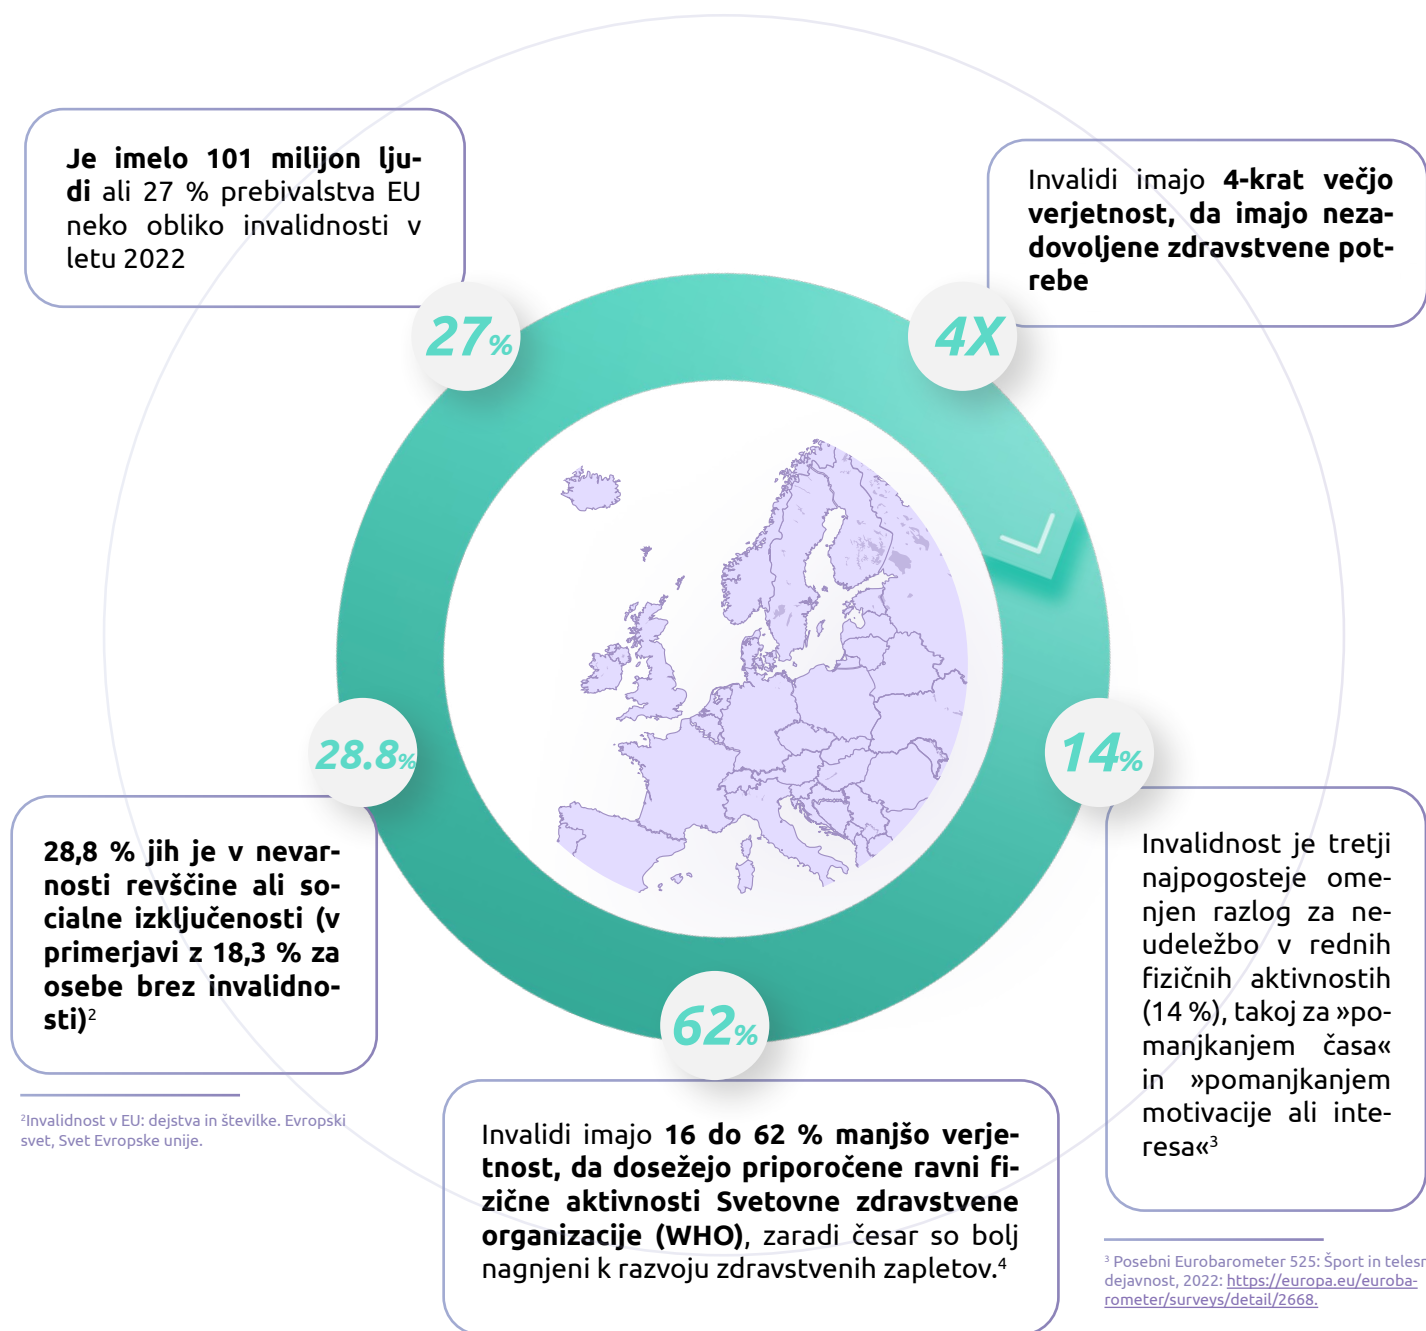 Je imelo 101 milijon lju-
di ali 27 % prebivalstva EU
neko obliko invalidnosti v
letu 2022
27%
Invalidi imajo 4-krat večjo
verjetnost, da imajo neza-
dovoljene zdravstvene pot-
rebe
4X
28.8%
28,8 % jih je v nevar-
nosti revščine ali so-
cialne izključenosti (v
primerjavi z 18,3 % za
osebe brez invalidno-
sti)²
²Invalidnost v EU: dejstva in številke. Evropski
svet, Svet Evropske unije.
62%
Invalidi imajo 16 do 62 % manjšo verje-
tnost, da dosežejo priporočene ravni fi-
zične aktivnosti Svetovne zdravstvene
organizacije (WHO), zaradi česar so bolj
nagnjeni k razvoju zdravstvenih zapletov.⁴
14%
Invalidnost je tretji
najpogosteje ome-
njen razlog za ne-
udeležbo v rednih
fizičnih aktivnostih
(14 %), takoj za »po-
manjkanjem časa«
in »pomanjkanjem
motivacije ali inte-
resa«³
³ Posebni Eurobarometer 525: Šport in telesn
dejavnost, 2022: https://europa.eu/euroba-
rometer/surveys/detail/2668.